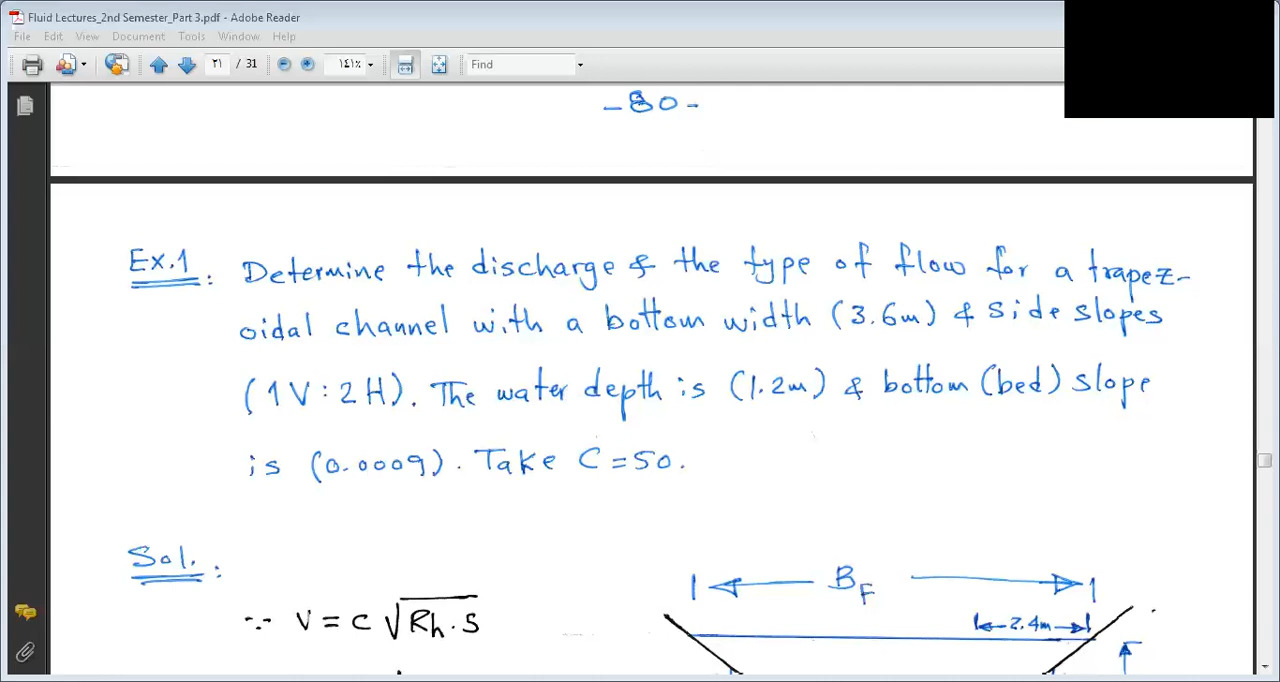 Fluid Lectures_2nd Semester_Part 3.pdf - Adobe Reader
File Edit View Document Tools Window Help
٢١ / 31 ١٤١٪ Find
- 80 -
Ex.1: Determine the discharge & the type of flow for a trapez-
oidal channel with a bottom width (3.6m) & side slopes
(1V:2H). The water depth is (1.2m) & bottom (bed) slope
is (0.0009). Take C=50.
Sol.:
B_F
2.4m
∵ V = C √Rh.S